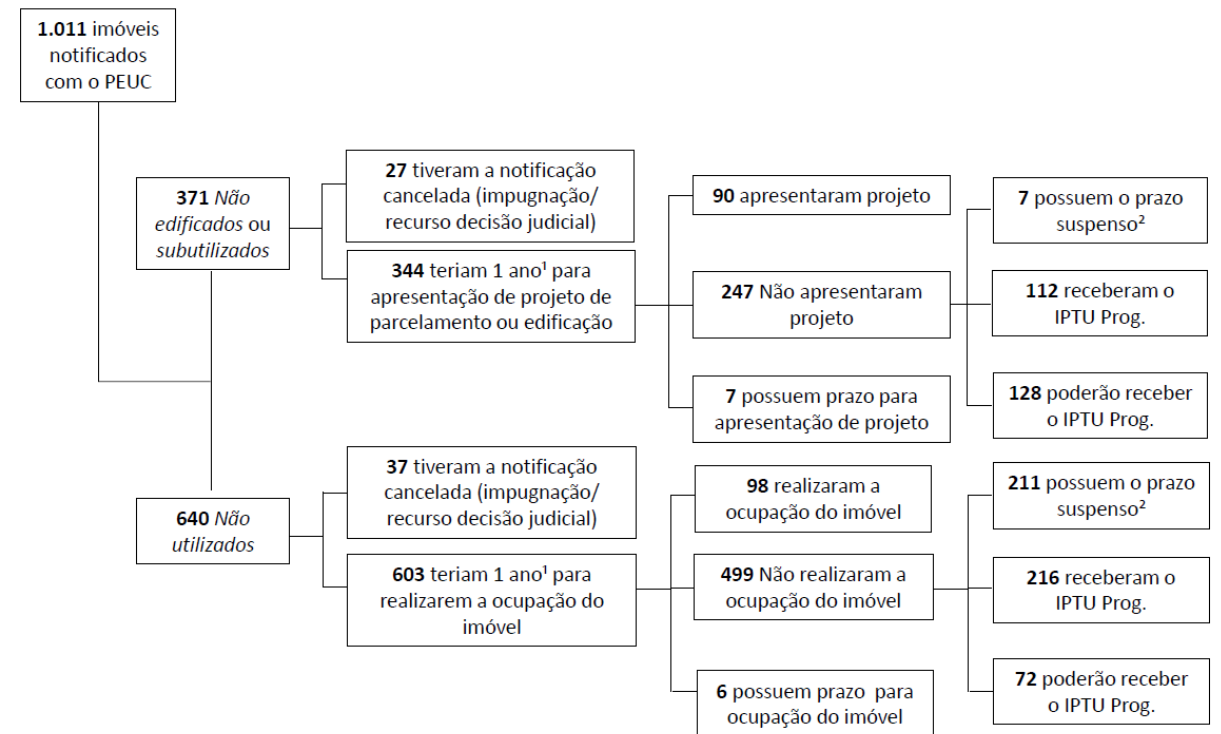 1.011 imóveis
notificados
com o PEUC
371 Não
edificados ou
subutilizados
27 tiveram a notificação
cancelada (impugnação/
recurso decisão judicial)
344 teriam 1 ano¹ para
apresentação de projeto de
parcelamento ou edificação
90 apresentaram projeto
247 Não apresentaram
projeto
7 possuem prazo para
apresentação de projeto
7 possuem o prazo
suspenso²
112 receberam o
IPTU Prog.
128 poderão receber
o IPTU Prog.
640 Não
utilizados
37 tiveram a notificação
cancelada (impugnação/
recurso decisão judicial)
603 teriam 1 ano¹ para
realizarem a ocupação do
imóvel
98 realizaram a
ocupação do imóvel
499 Não realizaram a
ocupação do imóvel
6 possuem prazo para
ocupação do imóvel
211 possuem o prazo
suspenso²
216 receberam o
IPTU Prog.
72 poderão receber
o IPTU Prog.